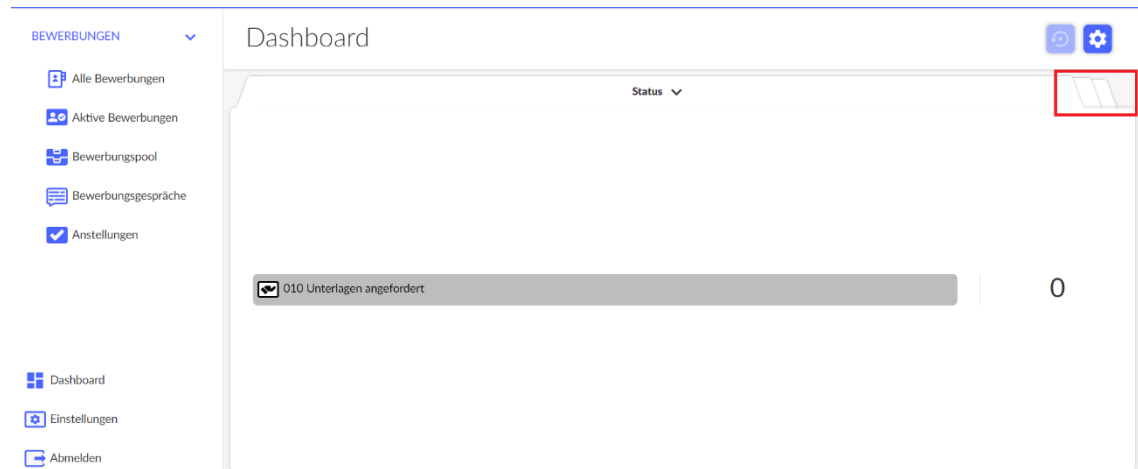 BEWERBUNGEN
Alle Bewerbungen
Aktive Bewerbungen
Bewerbungspool
Bewerbungsgespräche
Anstellungen
Dashboard
Einstellungen
Abmelden
Dashboard
Status
010 Unterlagen angefordert
0